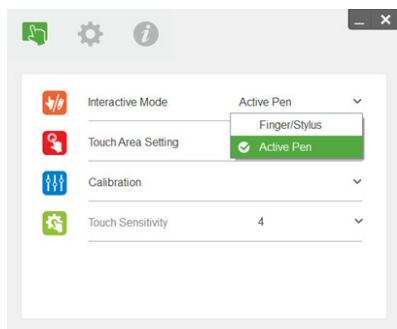 Interactive Mode Active Pen
Finger/Stylus
Touch Area Setting
Active Pen
Calibration
Touch Sensitivity 4